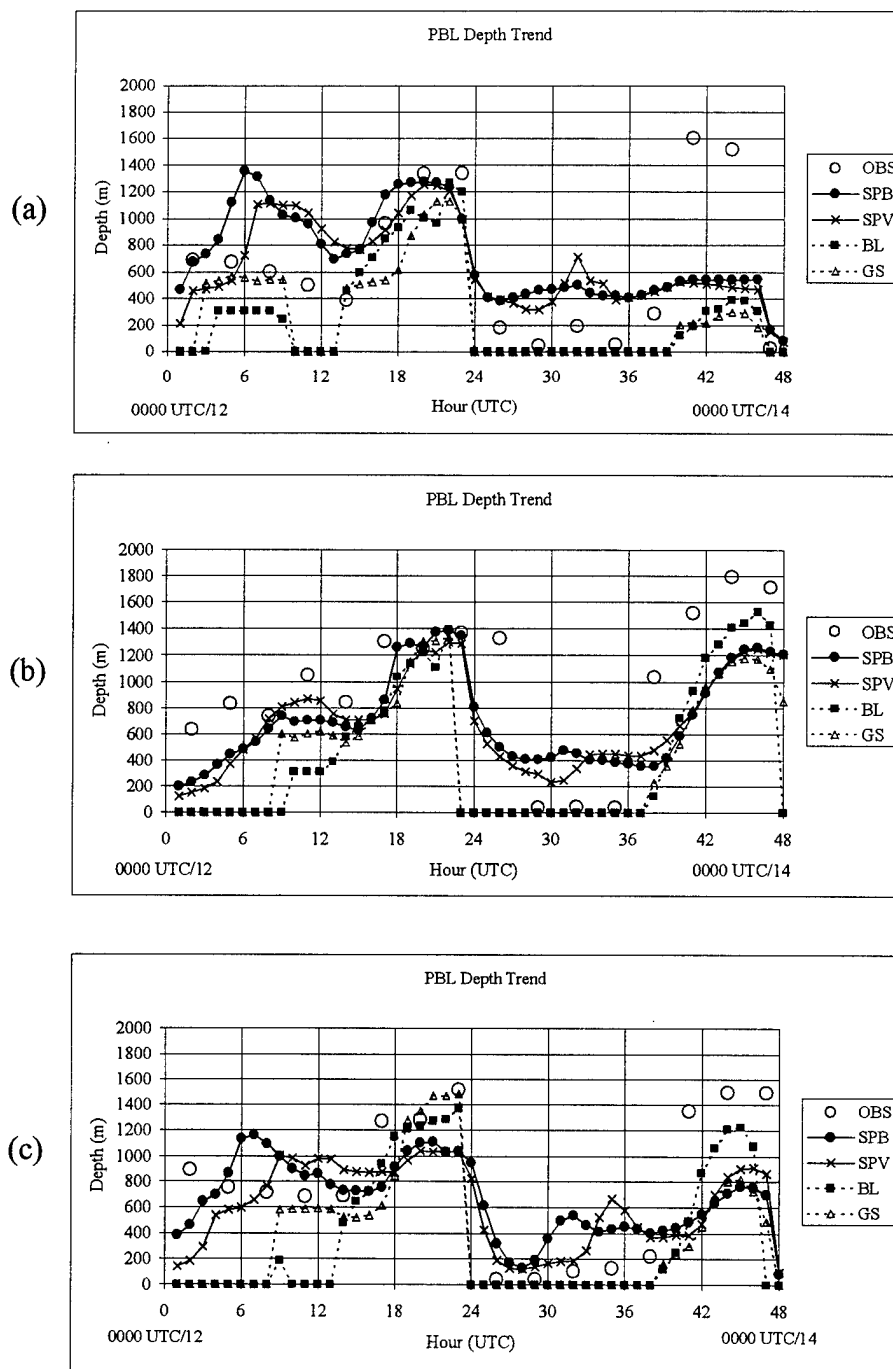 (a)
PBL Depth Trend
2000
1800
1600
1400
1200
1000
800
600
400
200
0
Depth (m)
0
6
12
18
24
30
36
42
48
0000 UTC/12
Hour (UTC)
0000 UTC/14
OBS
SPB
SPV
BL
GS
(b)
PBL Depth Trend
2000
1800
1600
1400
1200
1000
800
600
400
200
0
Depth (m)
0
6
12
18
24
30
36
42
48
0000 UTC/12
Hour (UTC)
0000 UTC/14
OBS
SPB
SPV
BL
GS
(c)
PBL Depth Trend
2000
1800
1600
1400
1200
1000
800
600
400
200
0
Depth (m)
0
6
12
18
24
30
36
42
48
0000 UTC/12
Hour (UTC)
0000 UTC/14
OBS
SPB
SPV
BL
GS